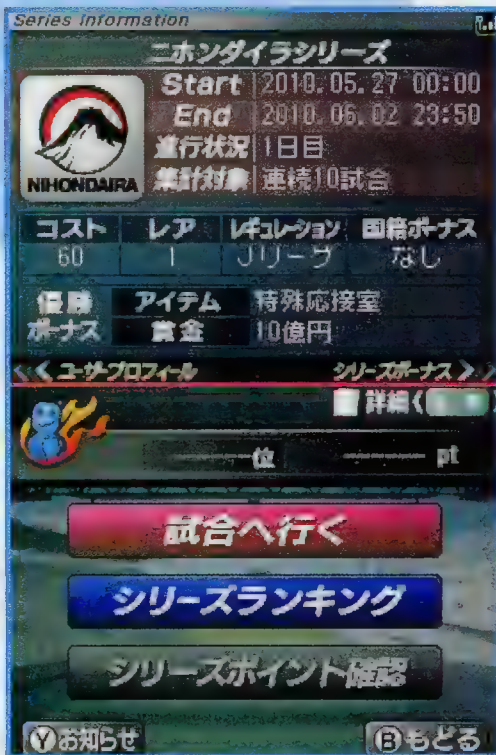 Series Information
ニホンダイラシリーズ
Start 2010.05.27 00:00
End 2010.06.02 23:50
進行状況 1日目
集計対象 連続10試合
NIHONDAIRA
コスト レア レギュレーション 国籍ボーナス
60 1 Jリーグ なし
優勝ボーナス アイテム 特殊応接室
賞金 10億円
ユーザープロフィール シリーズボーナス
詳細
位 pt
試合へ行く
シリーズランキング
シリーズポイント確認
Yお知らせ Bもどる